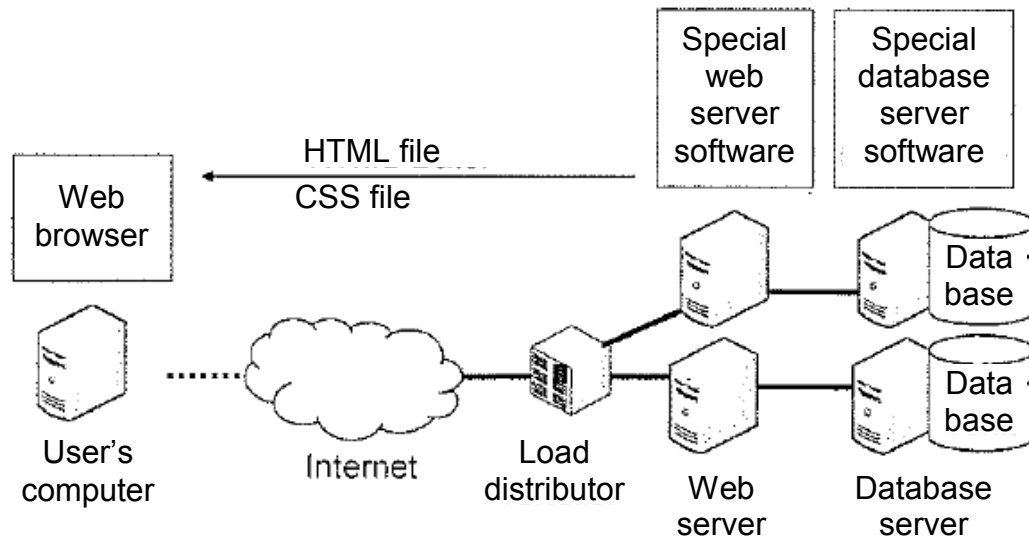 Special
web
server
software
Special
database
server
software
HTML file
CSS file
Web
browser
Data
base
Data
base
User's
computer
Internet
Load
distributor
Web
server
Database
server